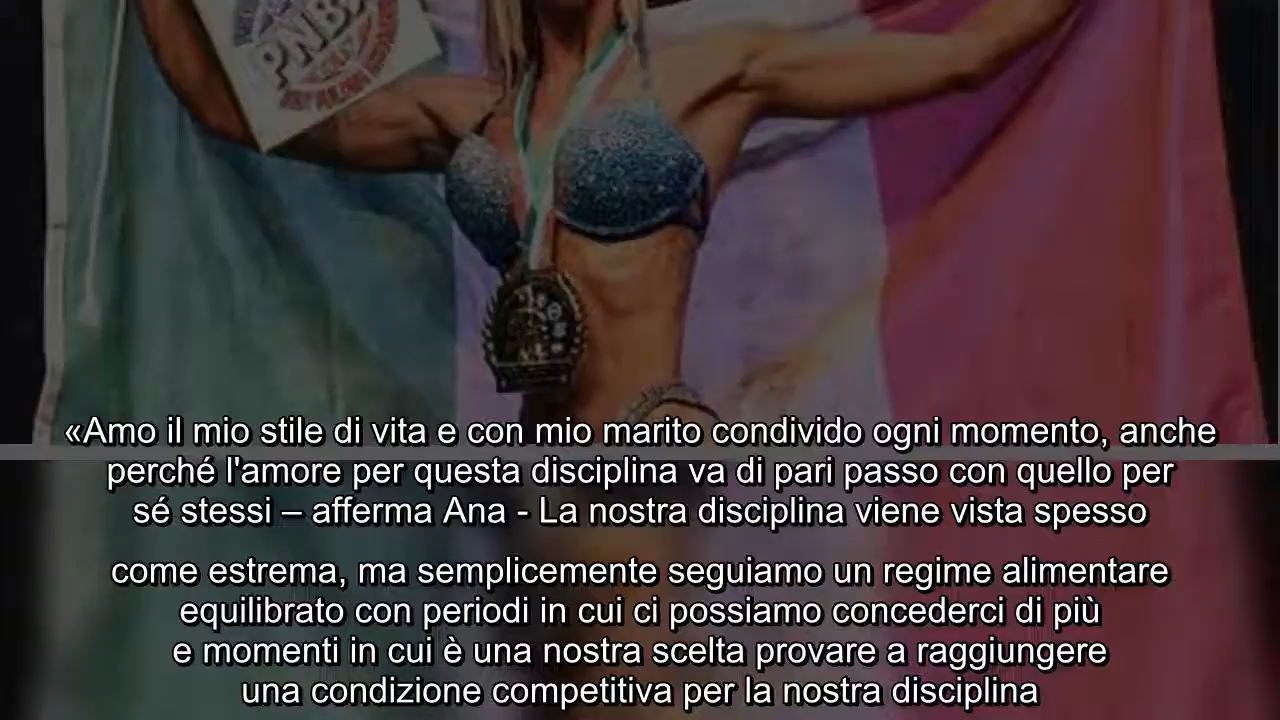 PNBA
«Amo il mio stile di vita e con mio marito condivido ogni momento, anche
perché l'amore per questa disciplina va di pari passo con quello per
sé stessi – afferma Ana - La nostra disciplina viene vista spesso
come estrema, ma semplicemente seguiamo un regime alimentare
equilibrato con periodi in cui ci possiamo concederci di più
e momenti in cui è una nostra scelta provare a raggiungere
una condizione competitiva per la nostra disciplina